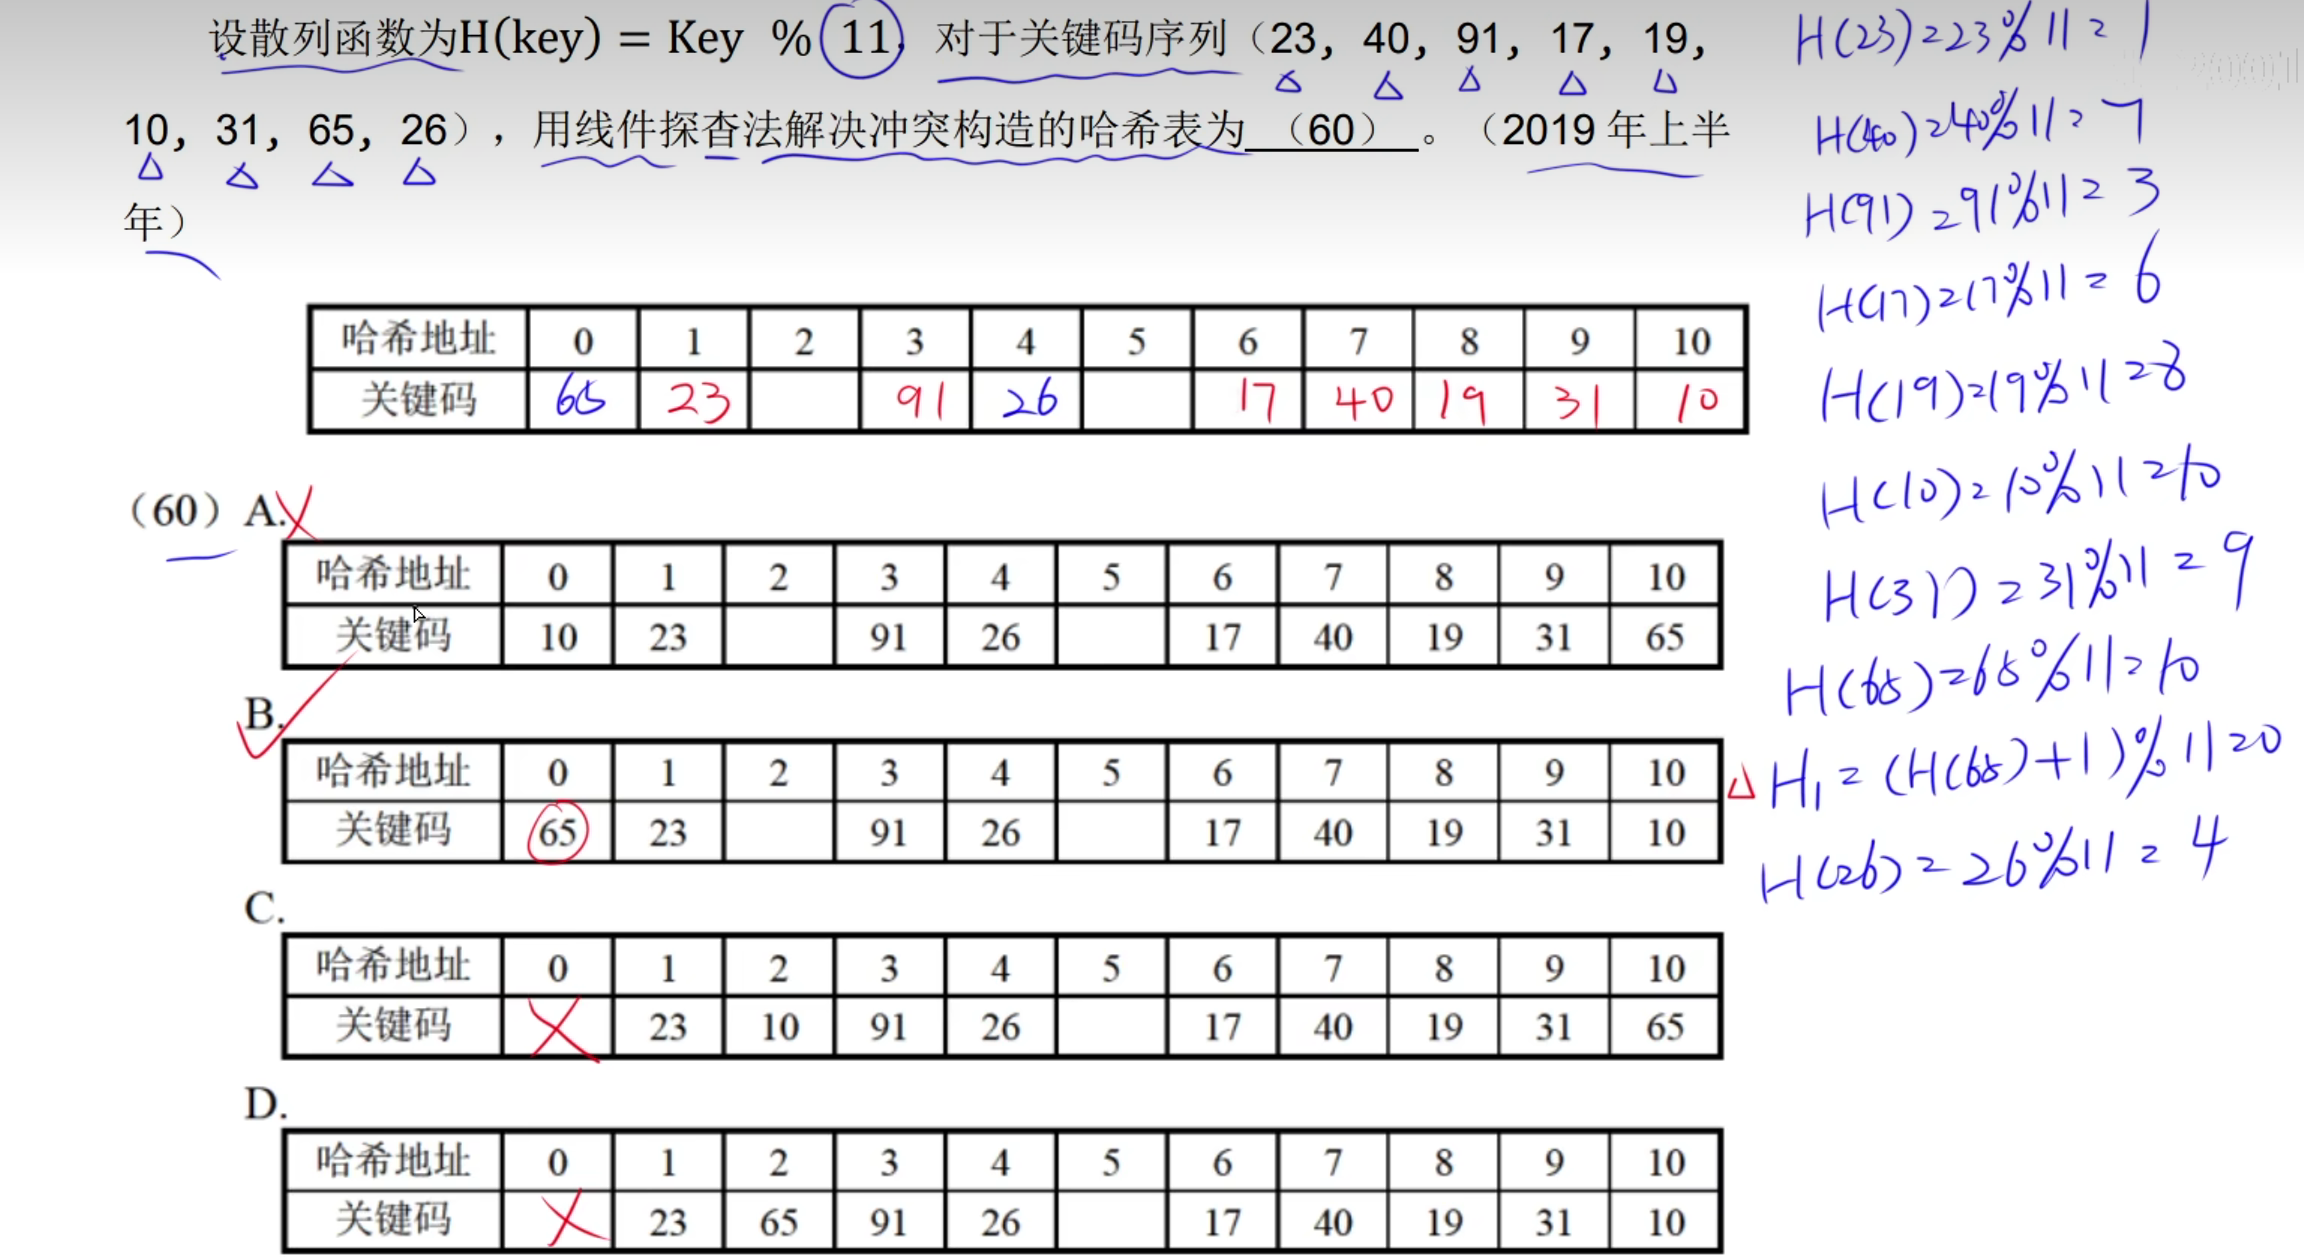 设散列函数为H(key) = Key % 11，对于关键码序列（23，40，91，17，19，
10，31，65，26），用线件探杳法解决冲突构造的哈希表为 （60） 。（2019 年上半
年）
哈希地址 0 1 2 3 4 5 6 7 8 9 10
关键码 65 23 91 26 17 40 19 31 10
（60）A.
哈希地址 0 1 2 3 4 5 6 7 8 9 10
关键码 10 23 91 26 17 40 19 31 65
B.
哈希地址 0 1 2 3 4 5 6 7 8 9 10
关键码 65 23 91 26 17 40 19 31 10
C.
哈希地址 0 1 2 3 4 5 6 7 8 9 10
关键码 23 10 91 26 17 40 19 31 65
D.
哈希地址 0 1 2 3 4 5 6 7 8 9 10
关键码 23 65 91 26 17 40 19 31 10
H(23)=23%11=1
H(40)=40%11=7
H(91)=91%11=3
H(17)=17%11=6
H(19)=19%11=8
H(10)=10%11=10
H(31)=31%11=9
H(65)=65%11=10
H1=(H(65)+1)%11=0
H(26)=26%11=4